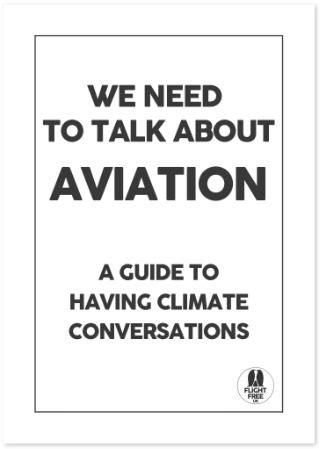 WE NEED
TO TALK ABOUT
AVIATION
A GUIDE TO
HAVING CLIMATE
CONVERSATIONS
FLIGHT
FREE
UK